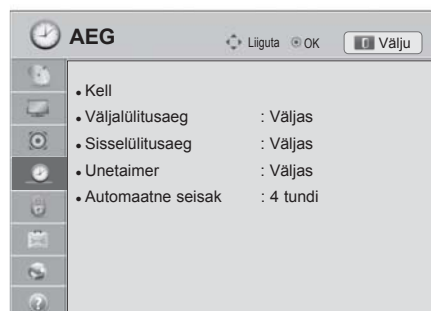 AEG Liiguta OK Välju
• Kell
• Väljalülitusaeg : Väljas
• Sisselülitusaeg : Väljas
• Unetaimer : Väljas
• Automaatne seisak : 4 tundi